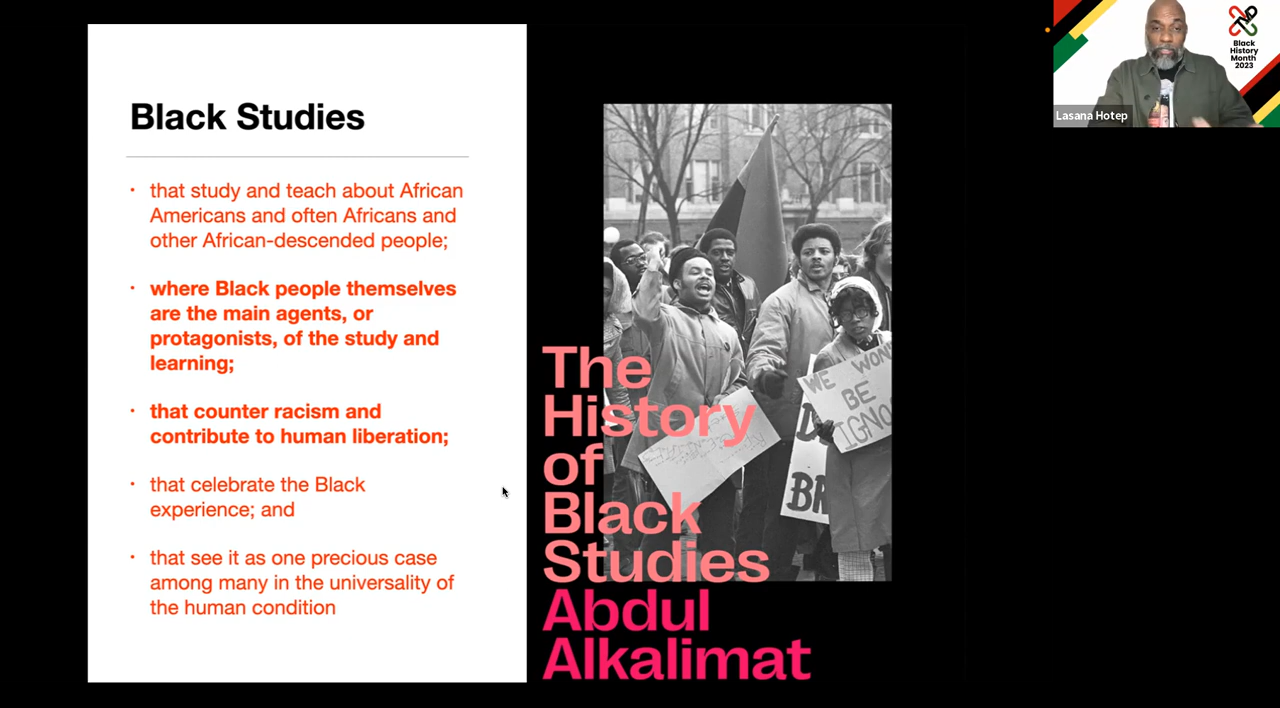 Black Studies
• that study and teach about African
Americans and often Africans and
other African-descended people;
• where Black people themselves
are the main agents, or
protagonists, of the study and
learning;
• that counter racism and
contribute to human liberation;
• that celebrate the Black
experience; and
• that see it as one precious case
among many in the universality of
the human condition
The
History
of
Black
Studies
Abdul
Alkalimat
WE WON
BE
IGNO
BR
Black
History
Month
2023
Lasana Hotep